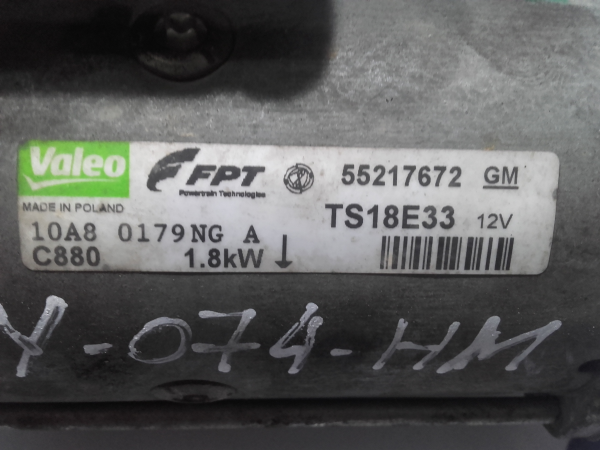 Valeo
FPT
Powertrain Technologies
55217672 GM
MADE IN POLAND
TS18E33 12V
10A8 0179NG A
C880 1.8kW
Y-074-HM